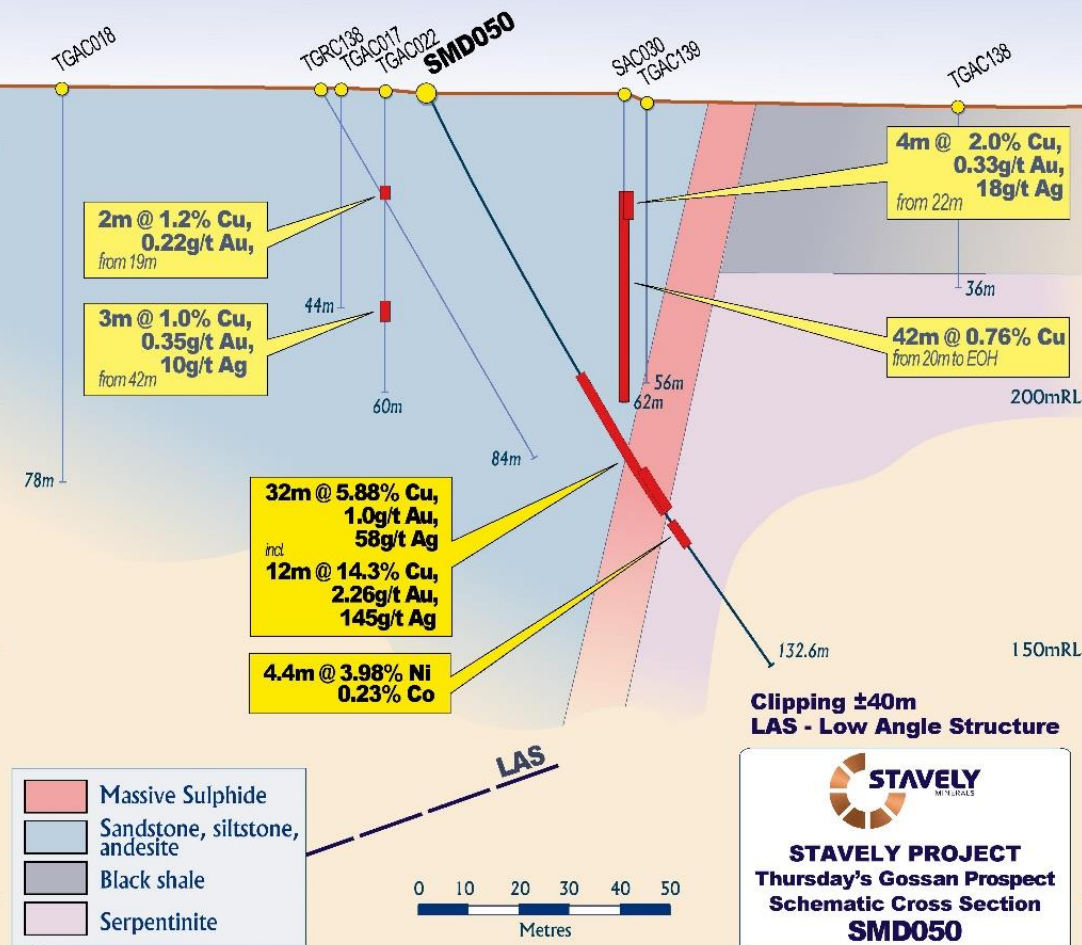 TGAC018
TGRC138
TGAC017
TGAC022
SMD050
SAC030
TGAC139
TGAC138
4m @ 2.0% Cu,
0.33g/t Au,
18g/t Ag
from 22m
2m @ 1.2% Cu,
0.22g/t Au,
from 19m
36m
44m
3m @ 1.0% Cu,
0.35g/t Au,
10g/t Ag
from 42m
42m @ 0.76% Cu
from 20m to EOH
56m
62m
60m
200mRL
84m
78m
32m @ 5.88% Cu,
1.0g/t Au,
58g/t Ag
incl
12m @ 14.3% Cu,
2.26g/t Au,
145g/t Ag
132.6m
150mRL
4.4m @ 3.98% Ni
0.23% Co
Clipping ±40m
LAS - Low Angle Structure
LAS
Massive Sulphide
Sandstone, siltstone,
andesite
Black shale
Serpentinite
0 10 20 30 40 50
Metres
STAVELY
MINERALS
STAVELY PROJECT
Thursday's Gossan Prospect
Schematic Cross Section
SMD050